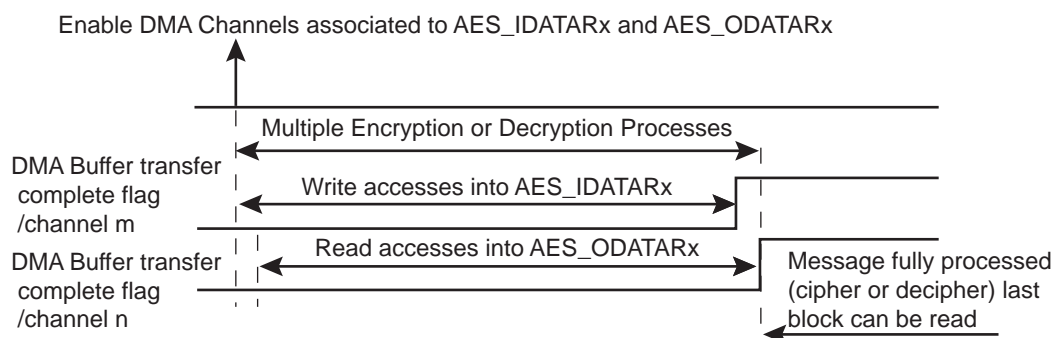 Enable DMA Channels associated to AES_IDATARx and AES_ODATARx
Multiple Encryption or Decryption Processes
DMA Buffer transfer
complete flag
/channel m
Write accesses into AES_IDATARx
DMA Buffer transfer
complete flag
/channel n
Read accesses into AES_ODATARx
Message fully processed
(cipher or decipher) last
block can be read